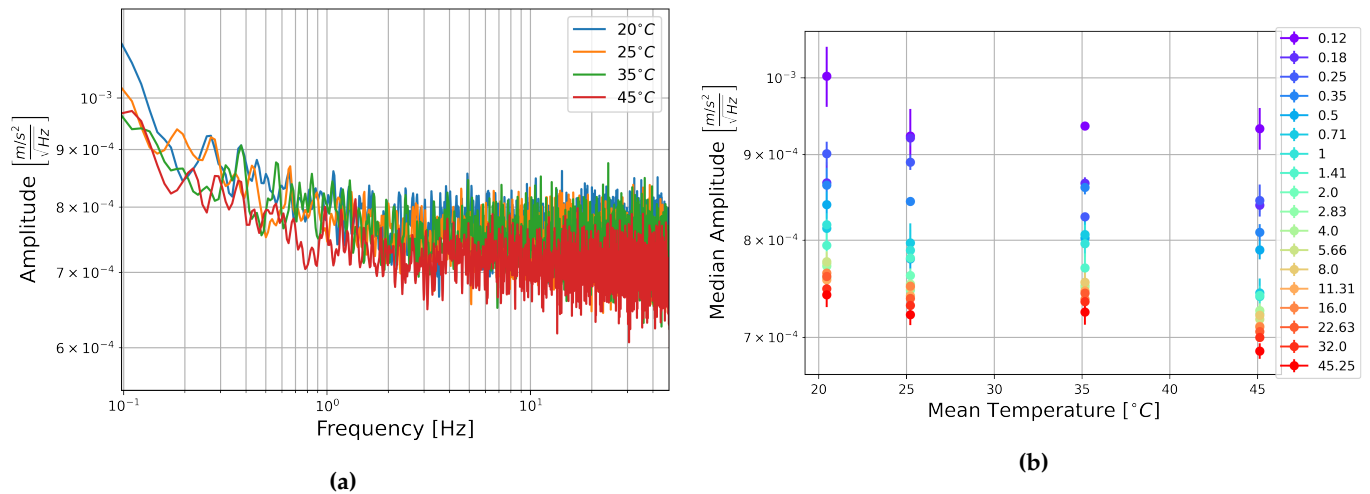 20°C
25°C
35°C
45°C
10⁻³
9 × 10⁻⁴
8 × 10⁻⁴
7 × 10⁻⁴
6 × 10⁻⁴
Amplitude [m/s²/√Hz]
10⁻¹ 10⁰ 10¹
Frequency [Hz]
(a)
10⁻³
9 × 10⁻⁴
8 × 10⁻⁴
7 × 10⁻⁴
Median Amplitude [m/s²/√Hz]
20 25 30 35 40 45
Mean Temperature [°C]
0.12
0.18
0.25
0.35
0.5
0.71
1
1.41
2.0
2.83
4.0
5.66
8.0
11.31
16.0
22.63
32.0
45.25
(b)